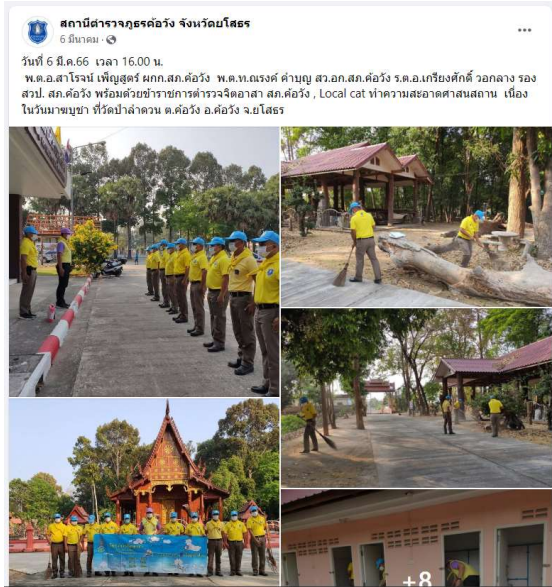 สถานีตำรวจภูธรค้อวัง จังหวัดยโสธร
6 มีนาคม ·
วันที่ 6 มี.ค.66 เวลา 16.00 น.
พ.ต.อ.สาโรจน์ เพ็ญสูตร์ ผกก.สภ.ค้อวัง พ.ต.ท.ณรงค์ คำบุญ สว.อก.สภ.ค้อวัง ร.ต.อ.เกรียงศักดิ์ วอกลาง รอง
สวป. สภ.ค้อวัง พร้อมด้วยข้าราชการตำรวจจิตอาสา สภ.ค้อวัง , Local cat ทำความสะอาดศาสนสถาน เนื่อง
ในวันมาฆบูชา ที่วัดป่าลำดวน ต.ค้อวัง อ.ค้อวัง จ.ยโสธร
+8